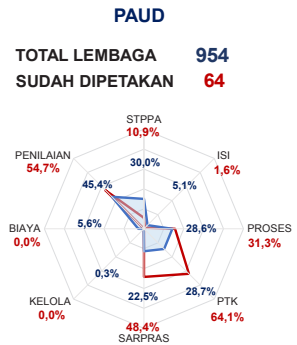 PAUD
TOTAL LEMBAGA 954
SUDAH DIPETAKAN 64
STPPA
10,9%
PENILAIAN
54,7%
ISI
1,6%
30,0%
45,4%
5,1%
BIAYA
0,0%
5,6%
28,6%
PROSES
31,3%
0,3%
28,7%
22,5%
KELOLA
0,0%
PTK
64,1%
48,4%
SARPRAS